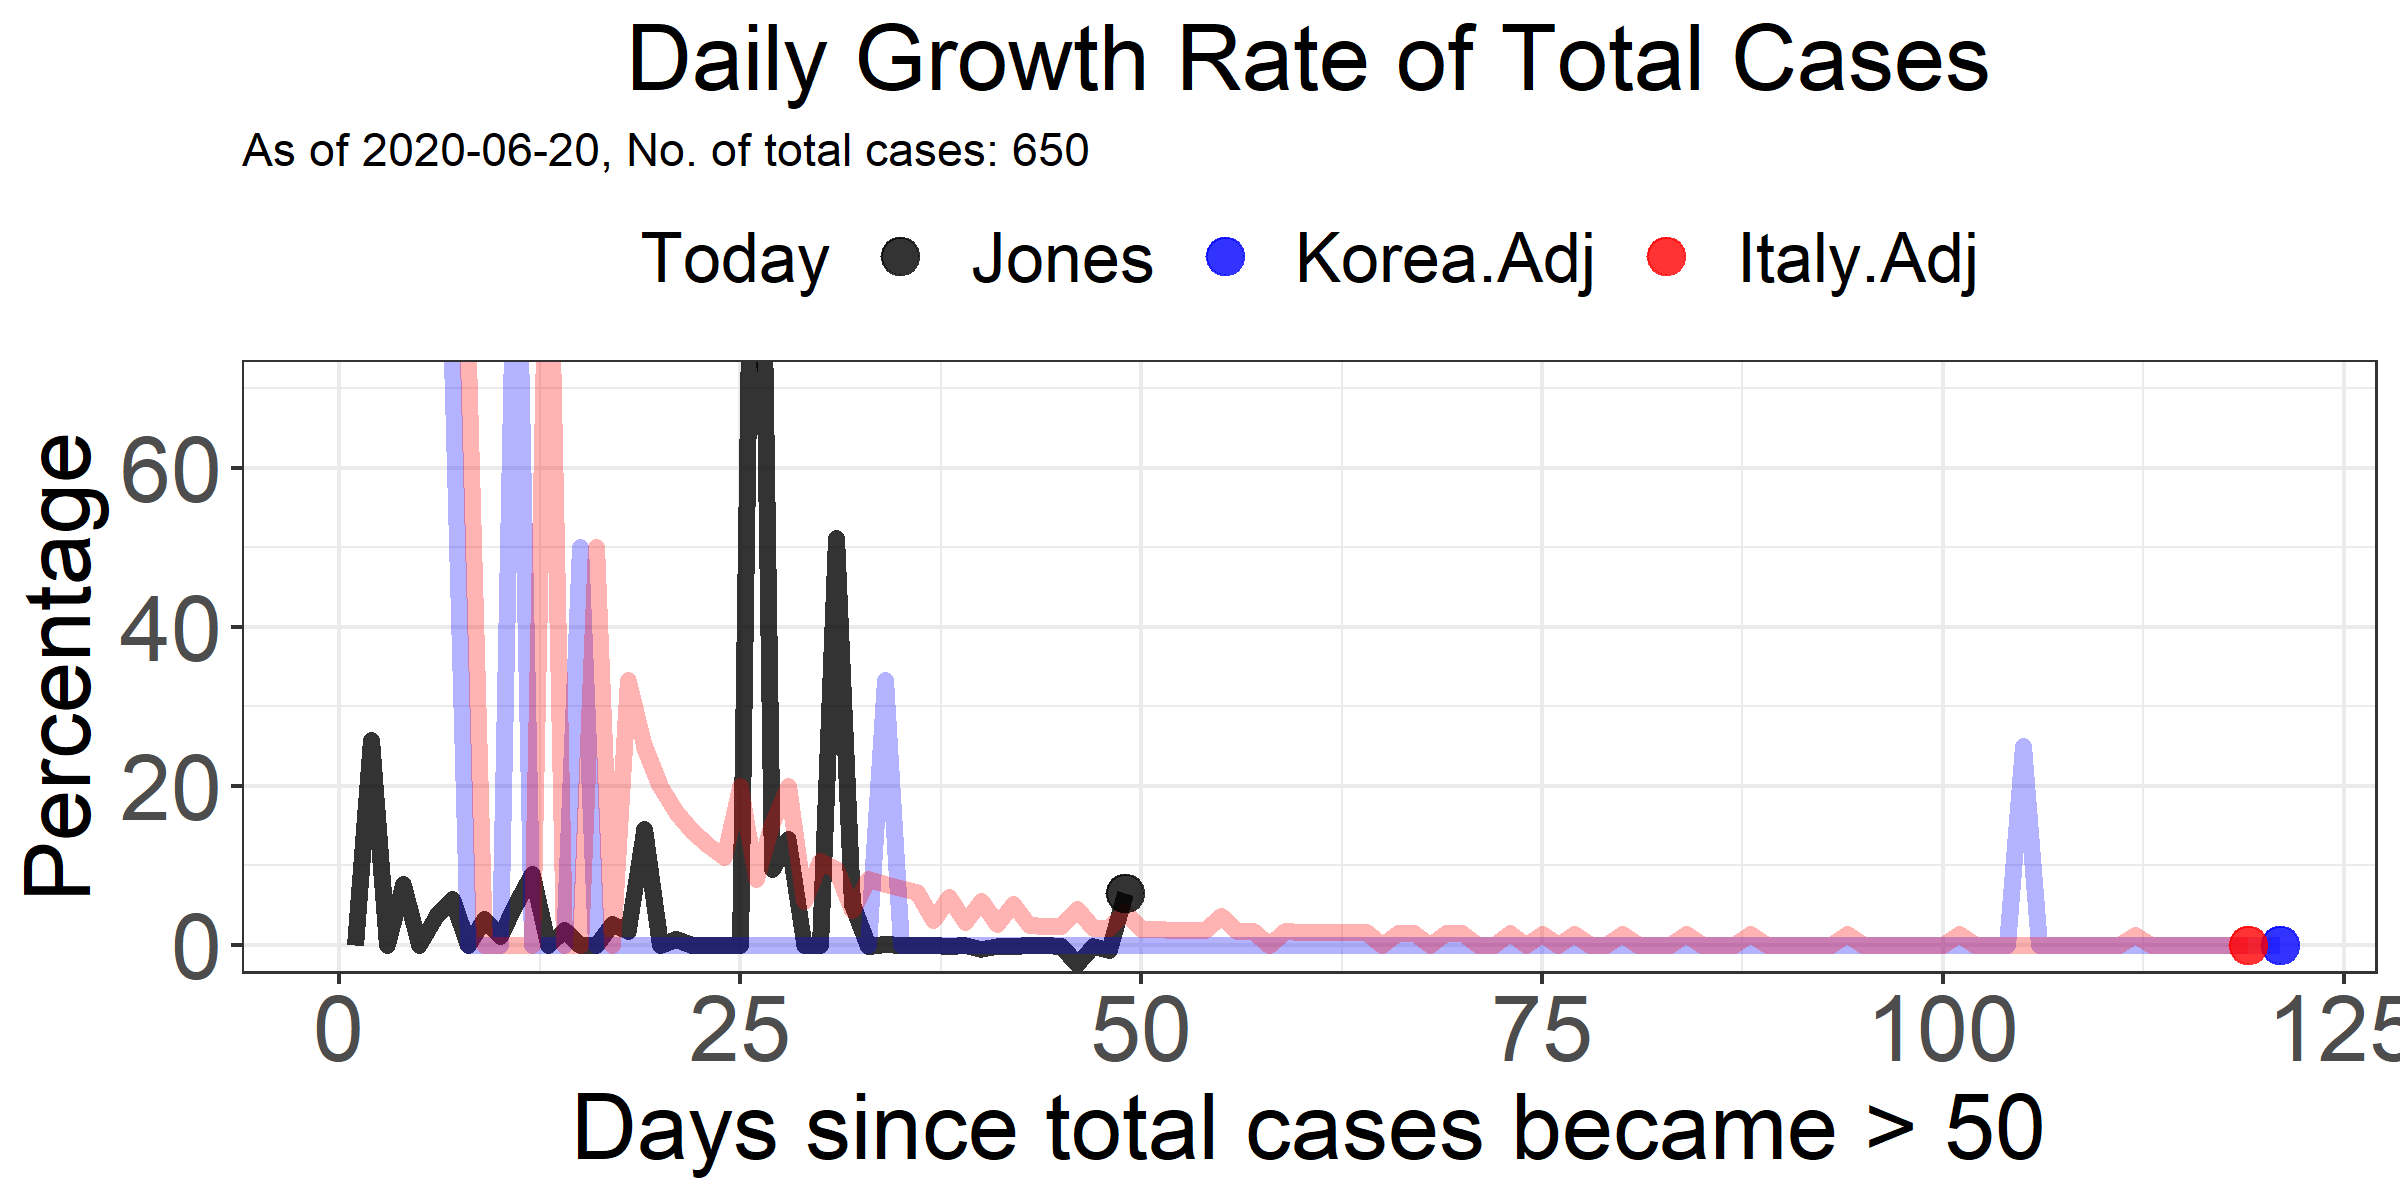 Daily Growth Rate of Total Cases
As of 2020-06-20, No. of total cases: 650
Today Jones Korea.Adj Italy.Adj
Percentage
60
40
20
0
0 25 50 75 100 125
Days since total cases became > 50